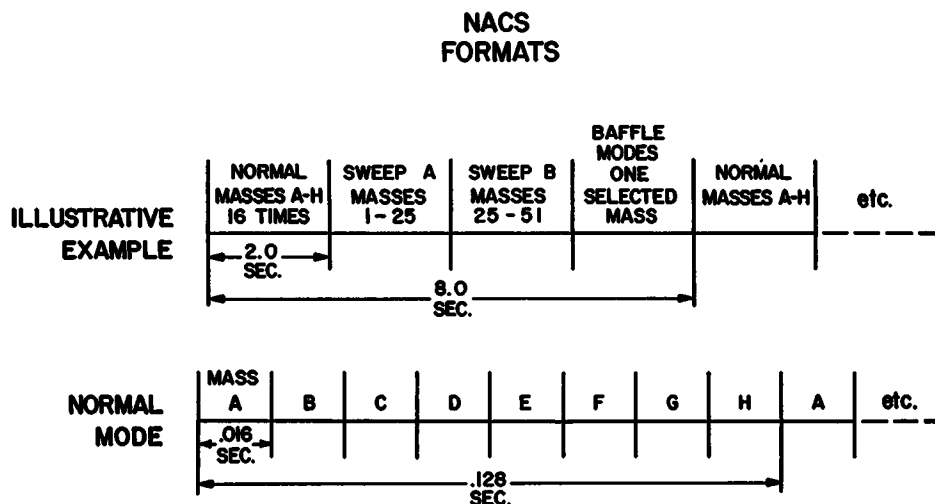 NACS
FORMATS
ILLUSTRATIVE
EXAMPLE
NORMAL
MASSES A-H
16 TIMES
SWEEP A
MASSES
1-25
SWEEP B
MASSES
25-51
BAFFLE
MODES
ONE
SELECTED
MASS
NORMAL
MASSES A-H
etc.
2.0
SEC.
8.0
SEC.
NORMAL
MODE
MASS
A
B
C
D
E
F
G
H
A
etc.
.016
SEC.
.128
SEC.